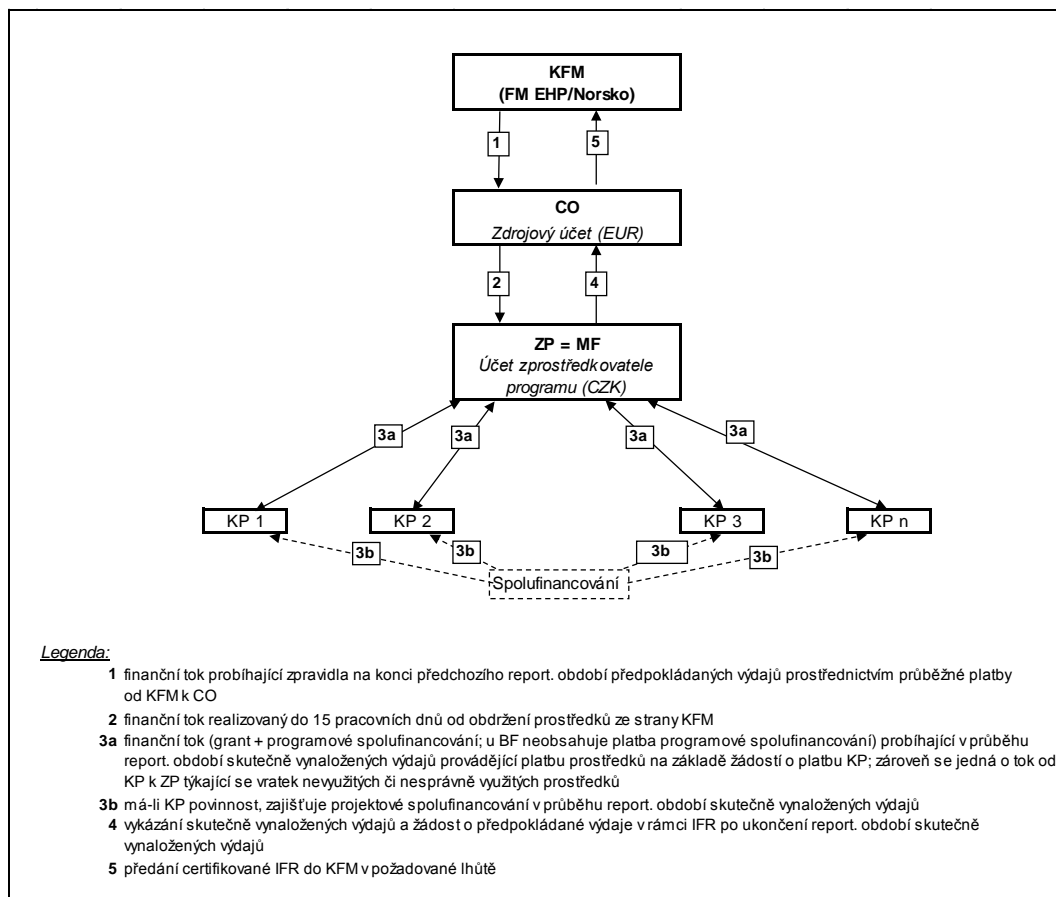 KFM
(FM EHP/Norsko)
1
5
CO
Zdrojový účet (EUR)
2
4
ZP = MF
Účet zprostředkovatele
programu (CZK)
3a
3a
3a
3a
KP 1
KP 2
KP 3
KP n
3b
3b
3b
3b
Spolufinancování
Legenda:
1 finanční tok probíhající zpravidla na konci předchozího report. období předpokládaných výdajů prostřednictvím průběžné platby
od KFM k CO
2 finanční tok realizovaný do 15 pracovních dnů od obdržení prostředků ze strany KFM
3a finanční tok (grant + programové spolufinancování; u BF neobsahuje platba programové spolufinancování) probíhající v průběhu
report. období skutečně vynaložených výdajů provádějící platbu prostředků na základě žádostí o platbu KP; zároveň se jedná o tok od
KP k ZP týkající se vratek nevyužitých či nesprávně využitých prostředků
3b má-li KP povinnost, zajišťuje projektové spolufinancování v průběhu report. období skutečně vynaložených výdajů
4 vykázání skutečně vynaložených výdajů a žádost o předpokládané výdaje v rámci IFR po ukončení report. období skutečně
vynaložených výdajů
5 předání certifikované IFR do KFM v požadované lhůtě